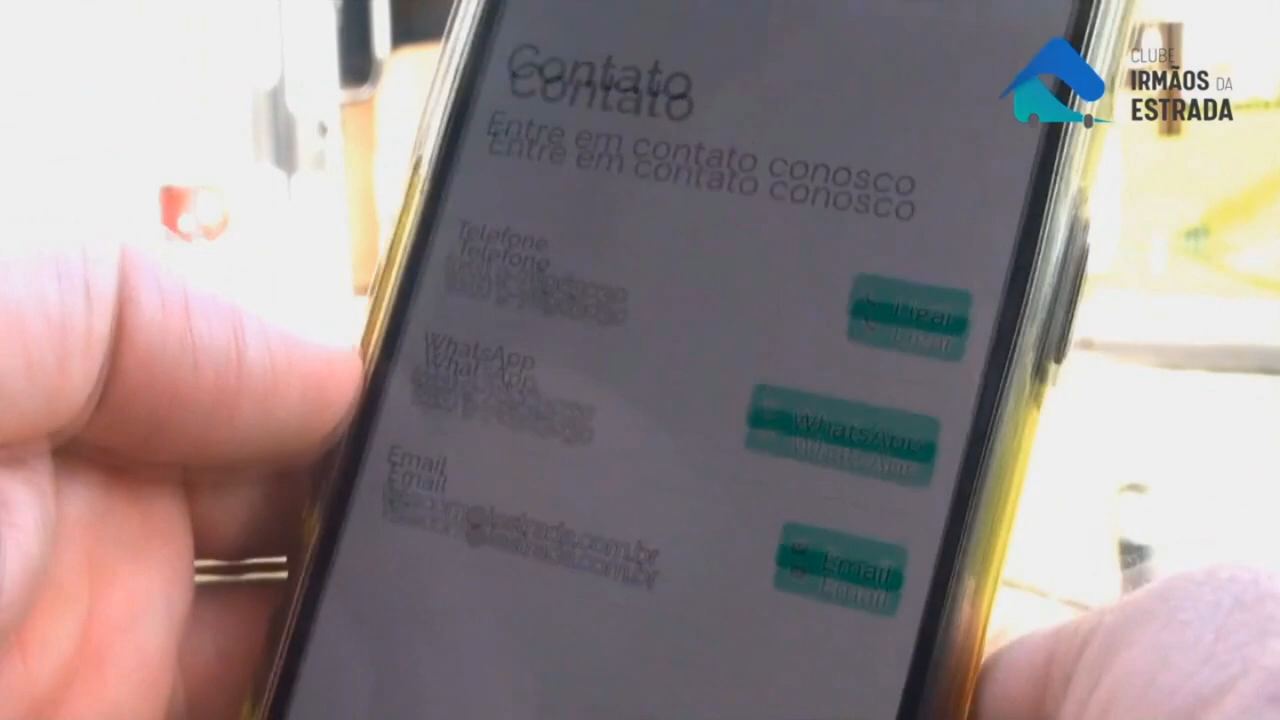 CLUBE
IRMÃOS DA
ESTRADA
Contato
Entre em contato conosco
Telefone
Ligar
WhatsApp
WhatsApp
Email
Email